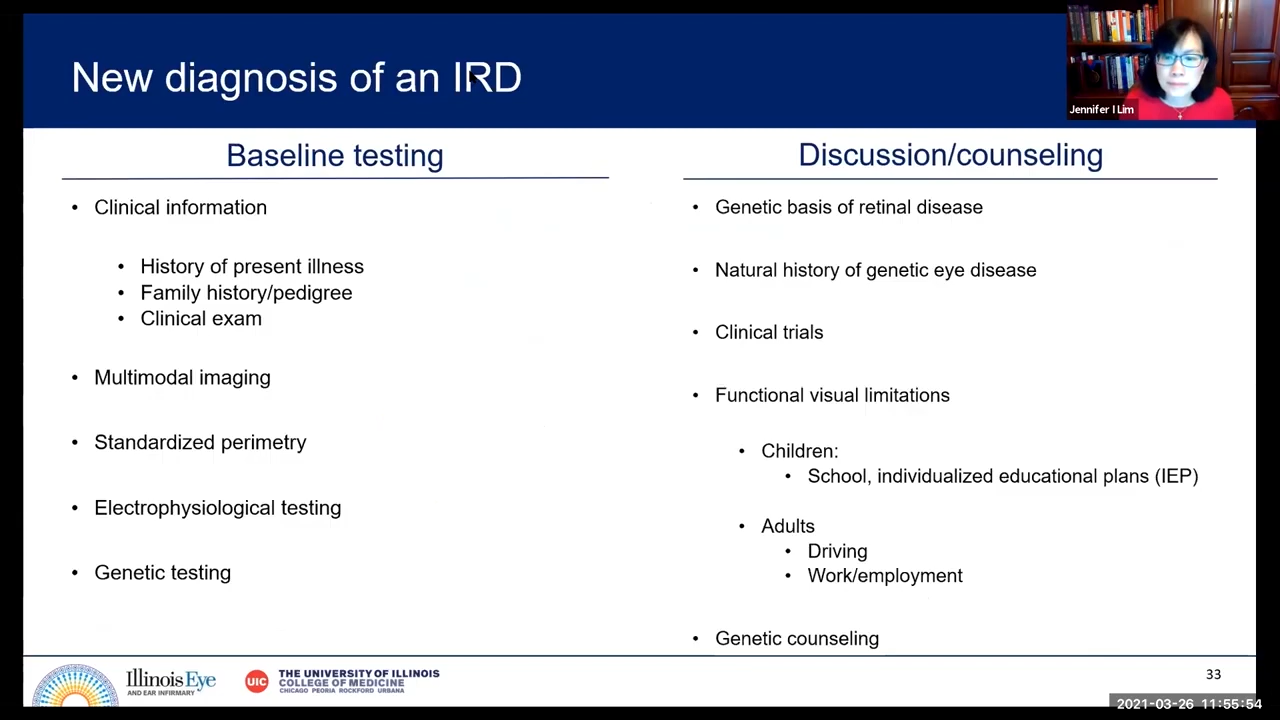 New diagnosis of an IRD
Jennifer I Lim
Baseline testing
• Clinical information
• History of present illness
• Family history/pedigree
• Clinical exam
• Multimodal imaging
• Standardized perimetry
• Electrophysiological testing
• Genetic testing
Discussion/counseling
• Genetic basis of retinal disease
• Natural history of genetic eye disease
• Clinical trials
• Functional visual limitations
• Children:
• School, individualized educational plans (IEP)
• Adults
• Driving
• Work/employment
• Genetic counseling
Illinois Eye
AND EAR INFIRMARY
UIC
THE UNIVERSITY OF ILLINOIS
COLLEGE OF MEDICINE
CHICAGO PEORIA ROCKFORD URBANA
33
2021-03-26 11:55:54